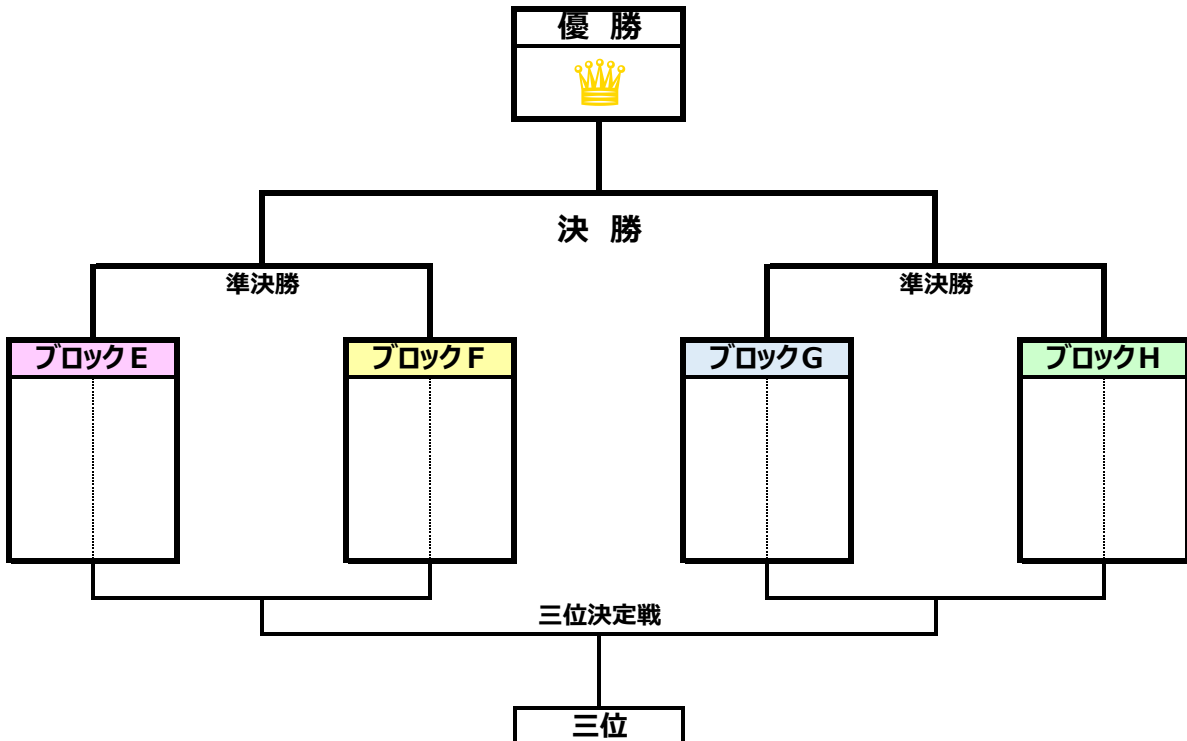 優 勝
決 勝
準決勝
準決勝
ブロックE
ブロックF
ブロックG
ブロックH
三位決定戦
三位